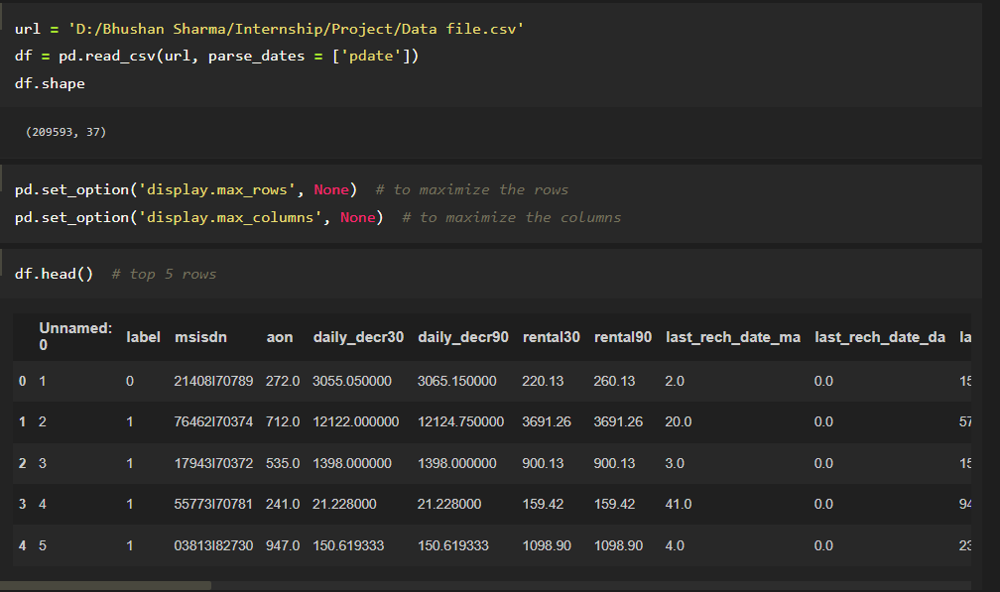 url = 'D:/Bhushan Sharma/Internship/Project/Data file.csv'
df = pd.read_csv(url, parse_dates = ['pdate'])
df.shape
(209593, 37)
pd.set_option('display.max_rows', None)  # to maximize the rows
pd.set_option('display.max_columns', None)  # to maximize the columns
df.head()  # top 5 rows
Unnamed: 0 label msisdn aon daily_decr30 daily_decr90 rental30 rental90 last_rech_date_ma last_rech_date_da la
0 1 0 21408I70789 272.0 3055.050000 3065.150000 220.13 260.13 2.0 0.0 15
1 2 1 76462I70374 712.0 12122.000000 12124.750000 3691.26 3691.26 20.0 0.0 57
2 3 1 17943I70372 535.0 1398.000000 1398.000000 900.13 900.13 3.0 0.0 15
3 4 1 55773I70781 241.0 21.228000 21.228000 159.42 159.42 41.0 0.0 94
4 5 1 03813I82730 947.0 150.619333 150.619333 1098.90 1098.90 4.0 0.0 23